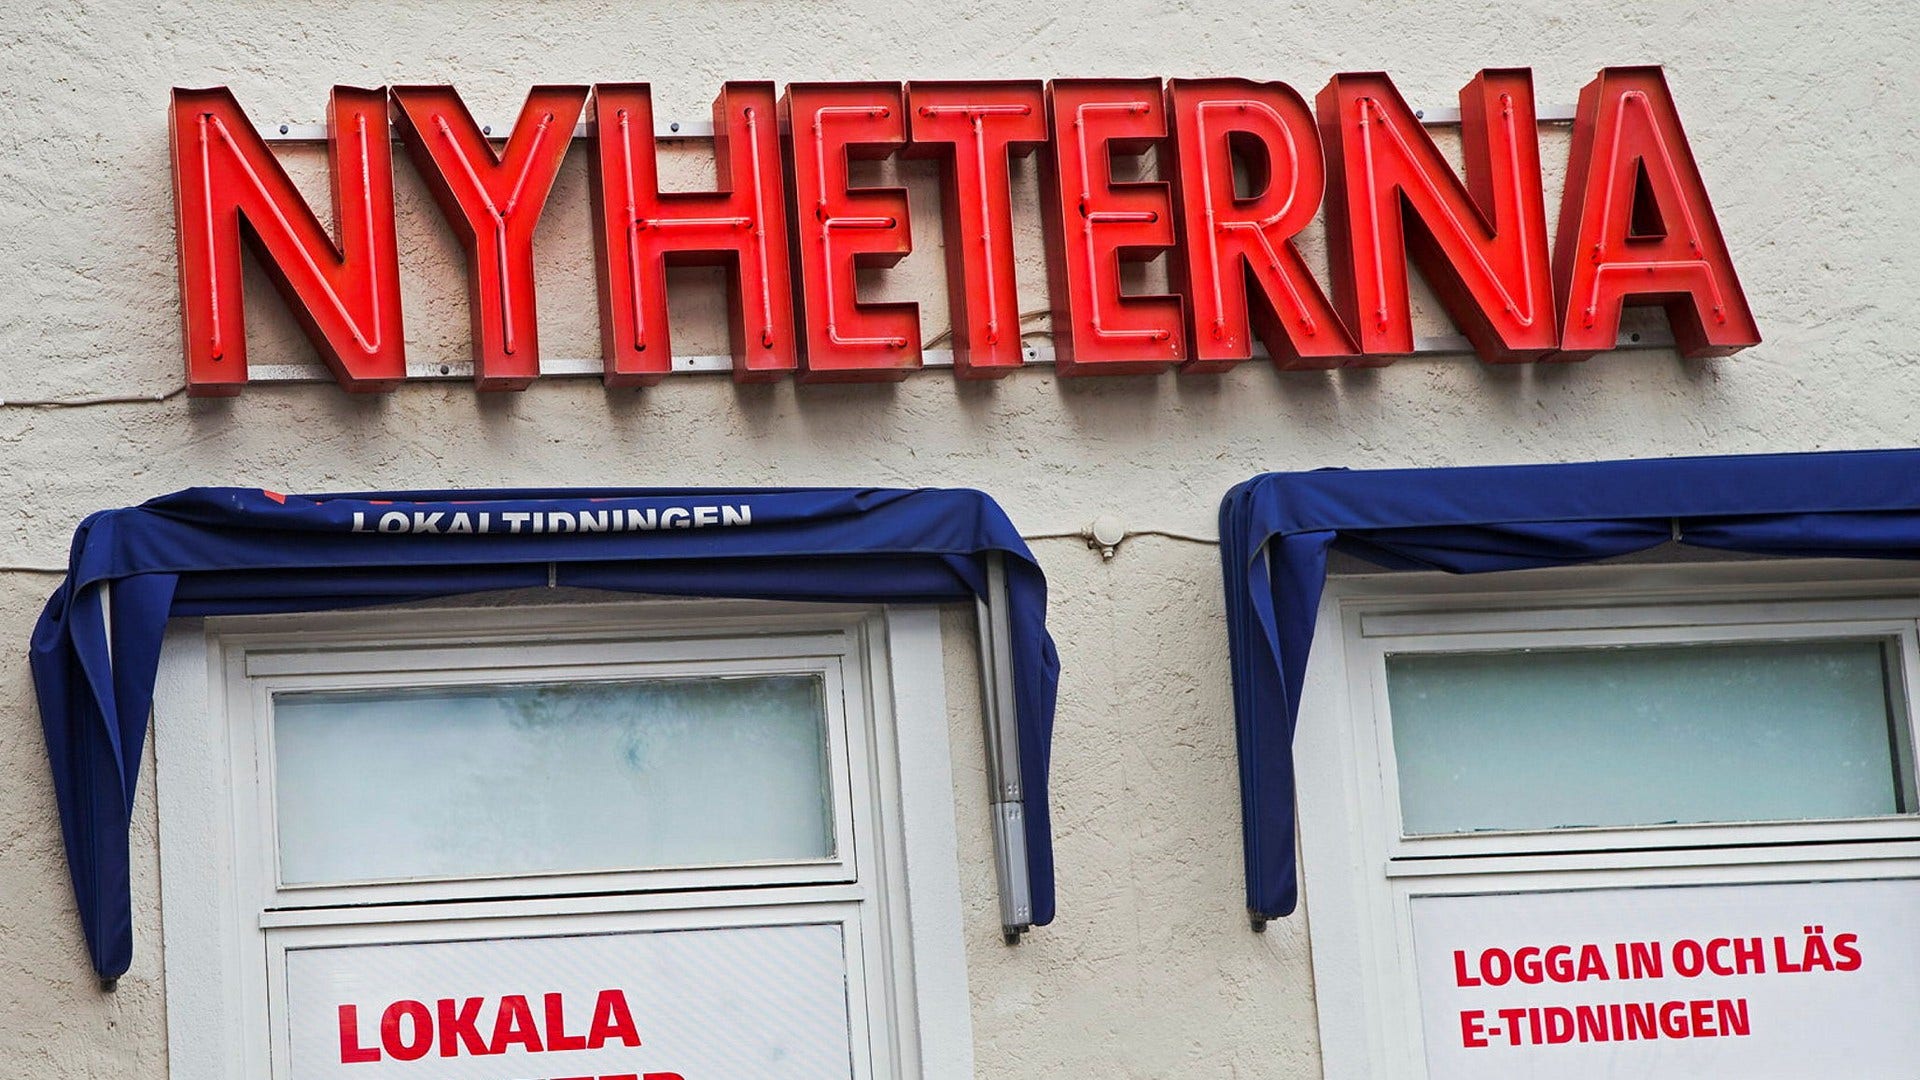 NYHETERNA
LOKALTIDNINGEN
LOKALA
LOGGA IN OCH LÄS
E-TIDNINGEN